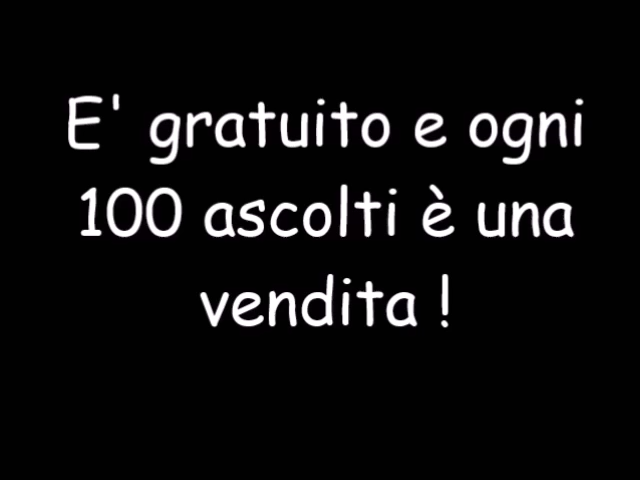 E' gratuito e ogni
100 ascolti è una
vendita !